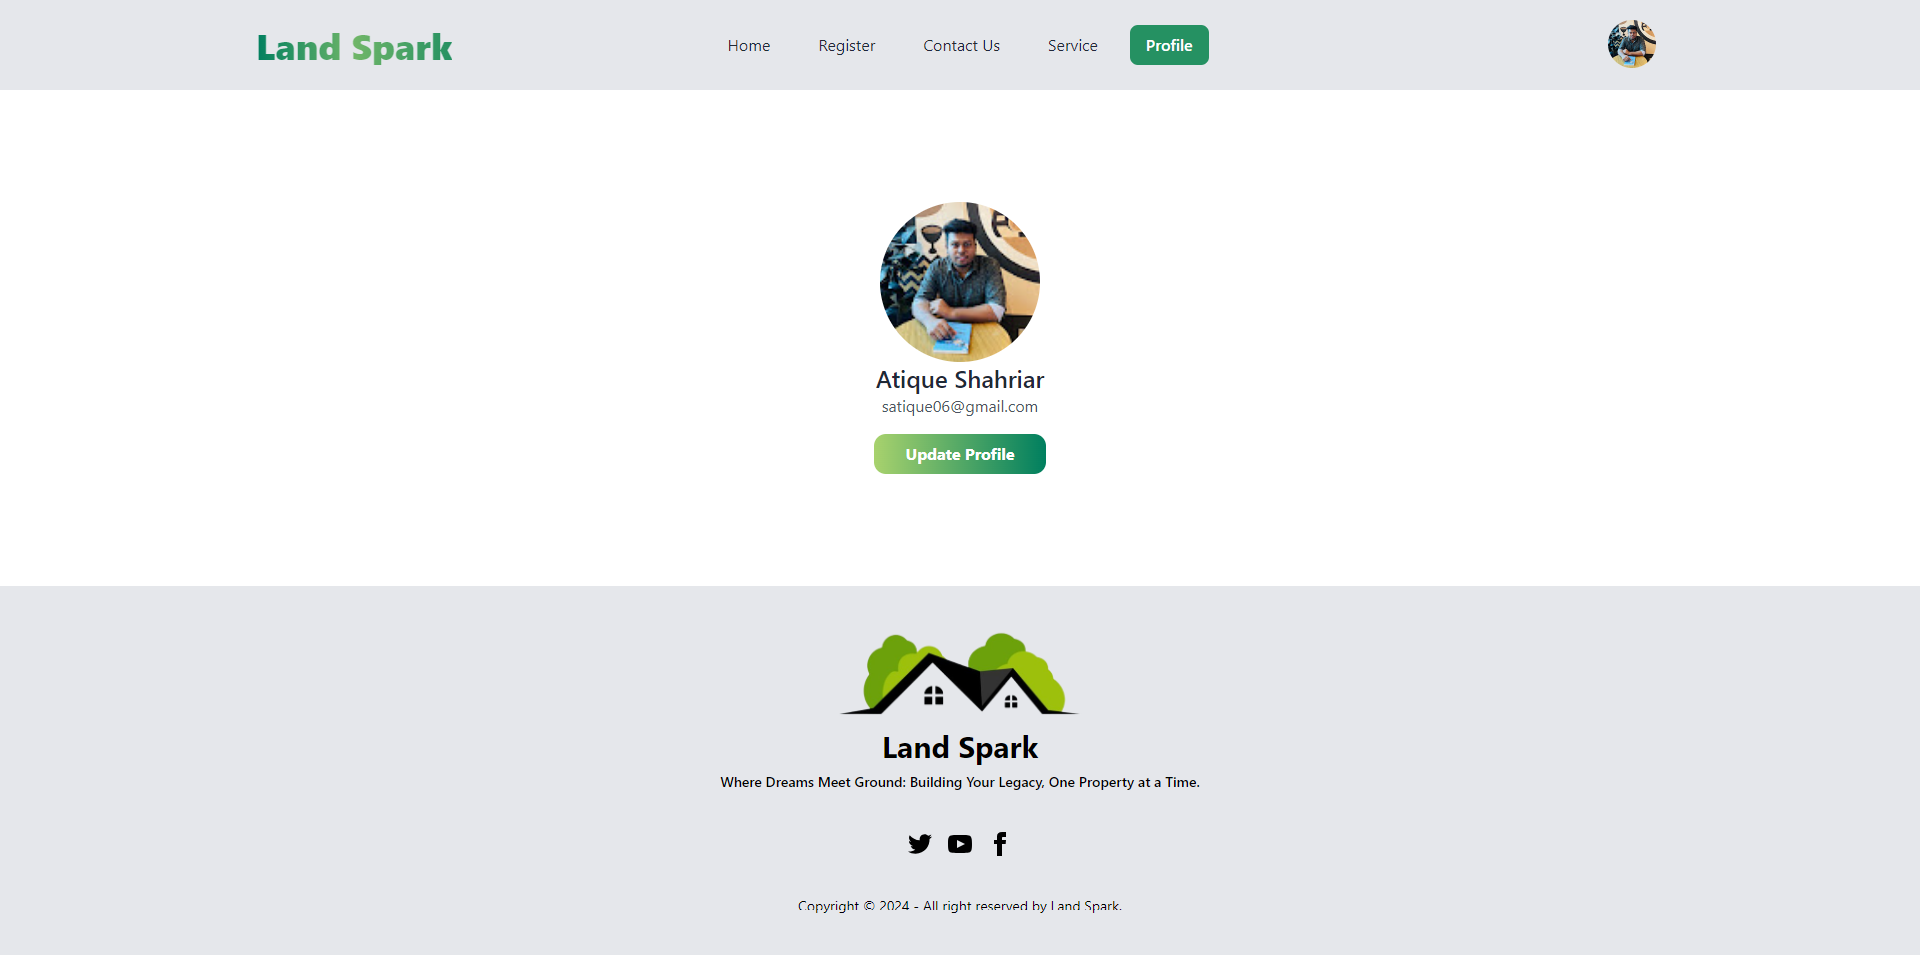 Land Spark
Home Register Contact Us Service Profile
Atique Shahriar
satique06@gmail.com
Update Profile
Land Spark
Where Dreams Meet Ground: Building Your Legacy, One Property at a Time.
Copyright © 2024 - All right reserved by Land Spark.